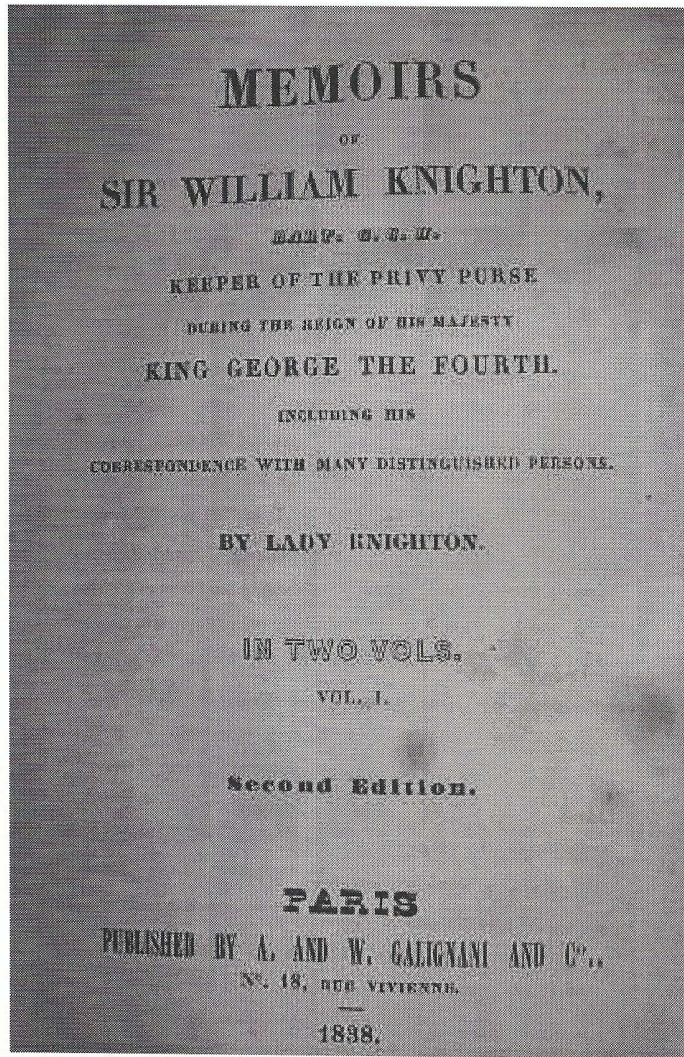 MEMOIRS
OF
SIR WILLIAM KNIGHTON,
BART. G.C.H.
KEEPER OF THE PRIVY PURSE
DURING THE REIGN OF HIS MAJESTY
KING GEORGE THE FOURTH.
INCLUDING HIS
CORRESPONDENCE WITH MANY DISTINGUISHED PERSONS.
BY LADY KNIGHTON.
IN TWO VOLS.
VOL. I.
Second Edition.
PARIS
PUBLISHED BY A. AND W. GALIGNANI AND Cº.,
Nº. 18, RUE VIVIENNE.
1838.